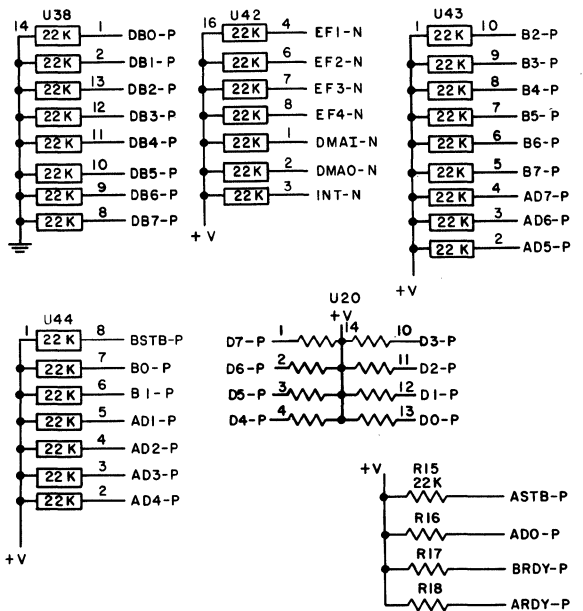 U38
14 22K 1 DB0-P
22K 2 DB1-P
22K 13 DB2-P
22K 12 DB3-P
22K 11 DB4-P
22K 10 DB5-P
22K 9 DB6-P
22K 8 DB7-P
U42
16 22K 4 EF1-N
22K 6 EF2-N
22K 7 EF3-N
22K 8 EF4-N
22K 1 DMAI-N
22K 2 DMAO-N
22K 3 INT-N
+V
U43
1 22K 10 B2-P
22K 9 B3-P
22K 8 B4-P
22K 7 B5-P
22K 6 B6-P
22K 5 B7-P
22K 4 AD7-P
22K 3 AD6-P
22K 2 AD5-P
+V
U44
1 22K 8 BSTB-P
22K 7 B0-P
22K 6 B1-P
22K 5 AD1-P
22K 4 AD2-P
22K 3 AD3-P
22K 2 AD4-P
+V
U20
+V
D7-P 1 14 10 D3-P
D6-P 2 11 D2-P
D5-P 3 12 D1-P
D4-P 4 13 D0-P
+V
R15
22K ASTB-P
R16 AD0-P
R17 BRDY-P
R18 ARDY-P